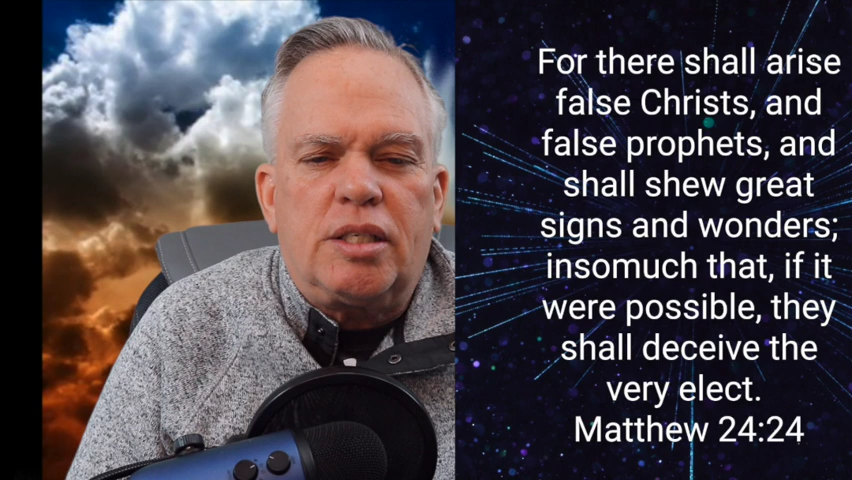 For there shall arise
false Christs, and
false prophets, and
shall shew great
signs and wonders;
insomuch that, if it
were possible, they
shall deceive the
very elect.
Matthew 24:24